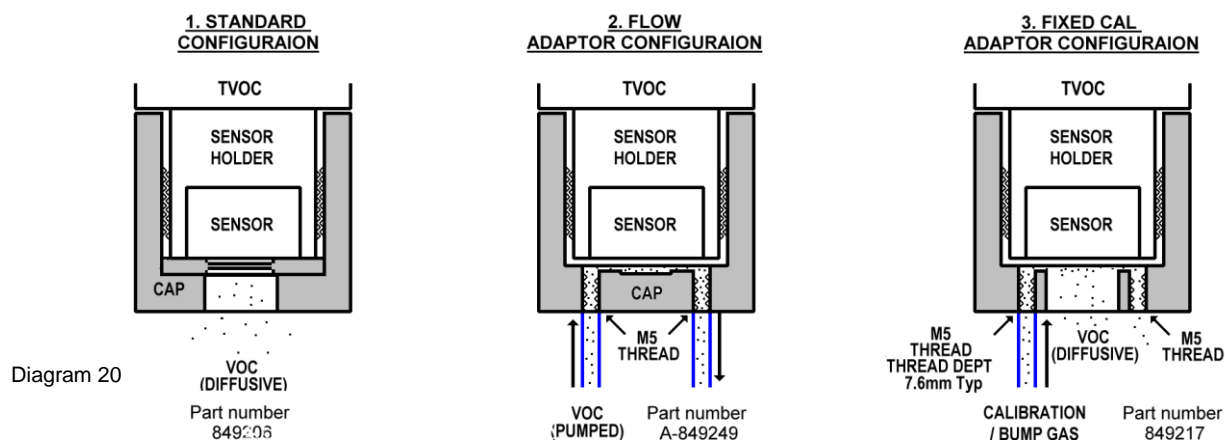 1. STANDARD
CONFIGURAION
TVOC
SENSOR
HOLDER
SENSOR
CAP
VOC
(DIFFUSIVE)
Part number
849206
2. FLOW
ADAPTOR CONFIGURAION
TVOC
SENSOR
HOLDER
SENSOR
CAP
M5
THREAD
VOC
(PUMPED)
Part number
A-849249
3. FIXED CAL
ADAPTOR CONFIGURAION
TVOC
SENSOR
HOLDER
SENSOR
M5
THREAD
THREAD DEPT
7.6mm Typ
VOC
(DIFFUSIVE)
M5
THREAD
CALIBRATION
/ BUMP GAS
Part number
849217
Diagram 20